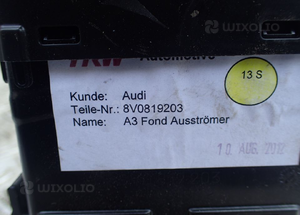 WIXOLIO
TRW Automotive
13 S
Kunde: Audi
Teile-Nr.: 8V0819203
Name: A3 Fond Ausströmer
10. AUG. 2012
WIXOLIO